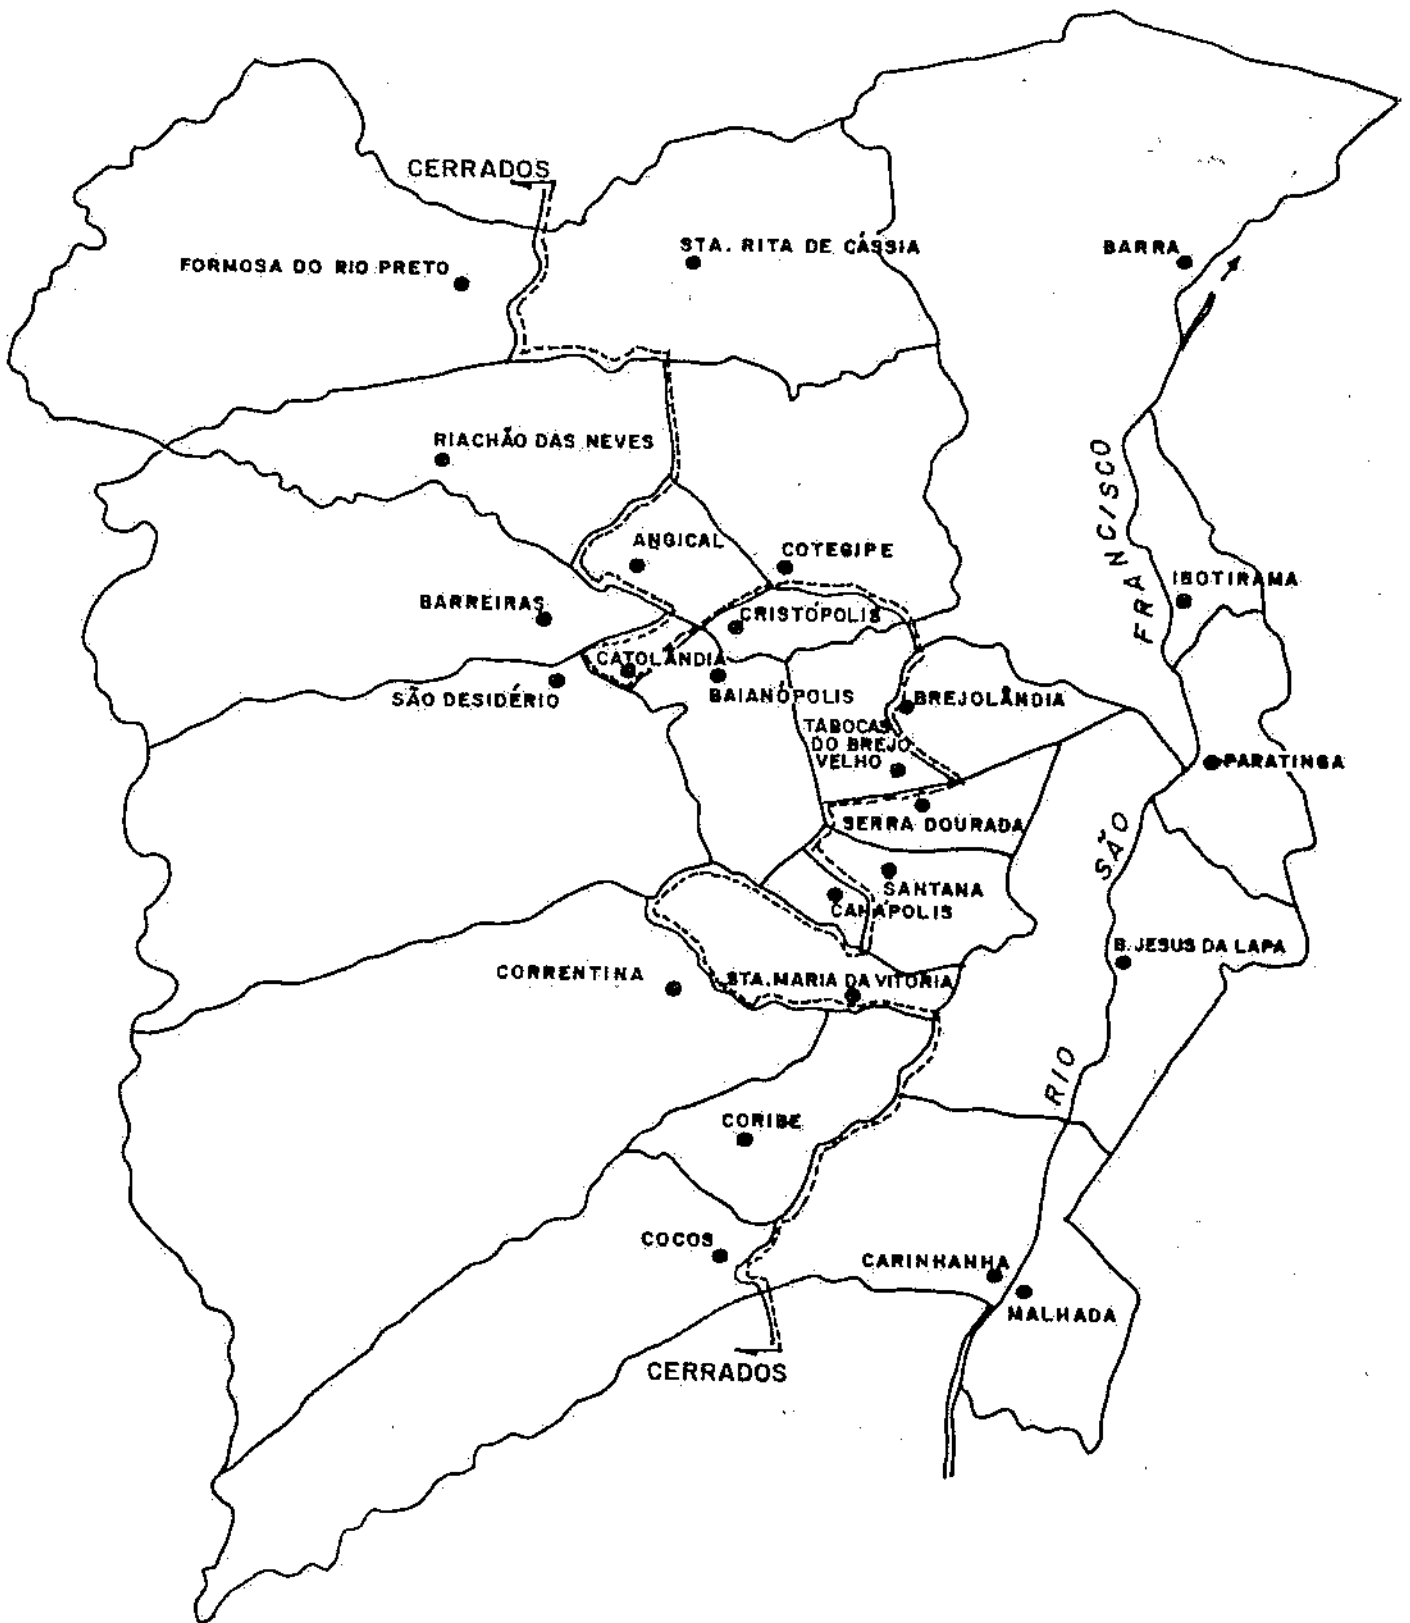 CERRADOS
STA. RITA DE CÁSSIA
BARRA
FORMOSA DO RIO PRETO
RIACHÃO DAS NEVES
FRANCISCO
ANGICAL
COTEGIPE
IBOTIRAMA
BARREIRAS
CRISTÓPOLIS
CATOLÂNDIA
SÃO DESIDÉRIO
BAIANÓPOLIS
BREJOLÂNDIA
TABOCAS
DO BREJO
VELHO
PARATINGA
SERRA DOURADA
SÃO
SANTANA
CANÁPOLIS
B. JESUS DA LAPA
CORRENTINA
STA. MARIA DA VITÓRIA
RIO
CORIBE
COCOS
CARINHANHA
MALHADA
CERRADOS